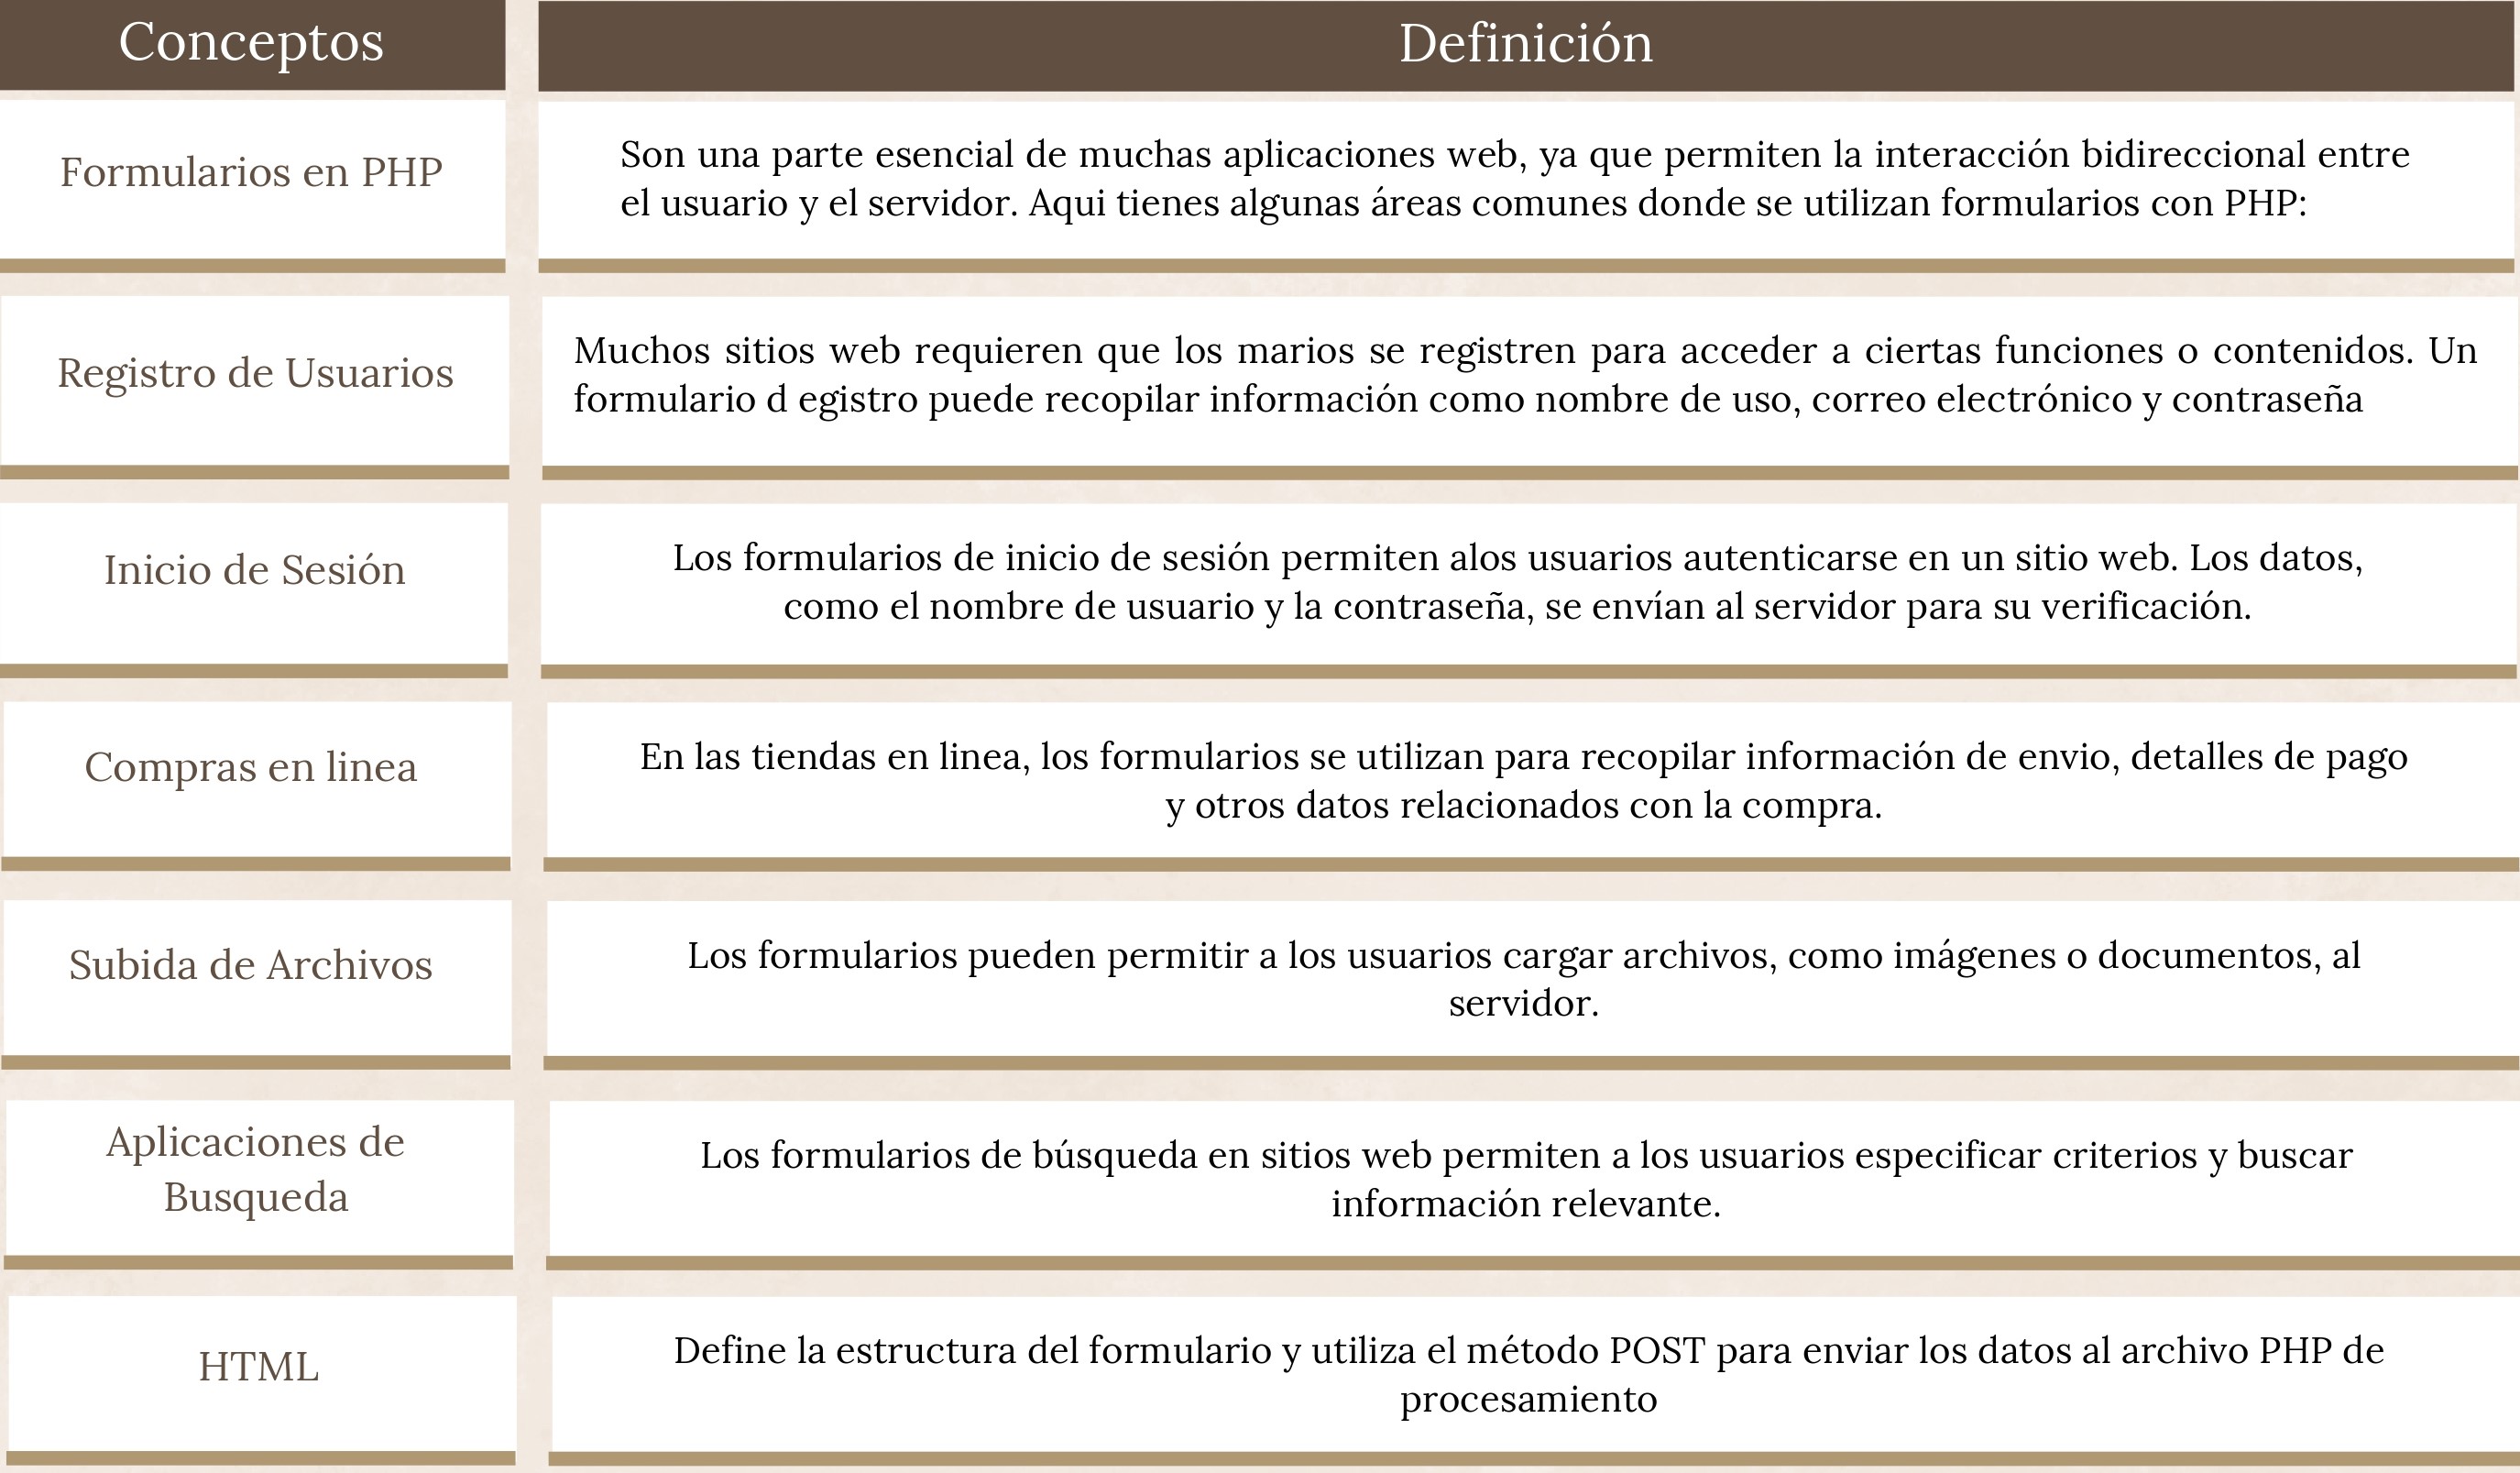 Conceptos
Definición
Formularios en PHP
Son una parte esencial de muchas aplicaciones web, ya que permiten la interacción bidireccional entre
el usuario y el servidor. Aqui tienes algunas áreas comunes donde se utilizan formularios con PHP:
Registro de Usuarios
Muchos sitios web requieren que los marios se registren para acceder a ciertas funciones o contenidos. Un
formulario d egistro puede recopilar información como nombre de uso, correo electrónico y contraseña
Inicio de Sesión
Los formularios de inicio de sesión permiten alos usuarios autenticarse en un sitio web. Los datos,
como el nombre de usuario y la contraseña, se envían al servidor para su verificación.
Compras en linea
En las tiendas en linea, los formularios se utilizan para recopilar información de envio, detalles de pago
y otros datos relacionados con la compra.
Subida de Archivos
Los formularios pueden permitir a los usuarios cargar archivos, como imágenes o documentos, al
servidor.
Aplicaciones de
Busqueda
Los formularios de búsqueda en sitios web permiten a los usuarios especificar criterios y buscar
información relevante.
HTML
Define la estructura del formulario y utiliza el método POST para enviar los datos al archivo PHP de
procesamiento